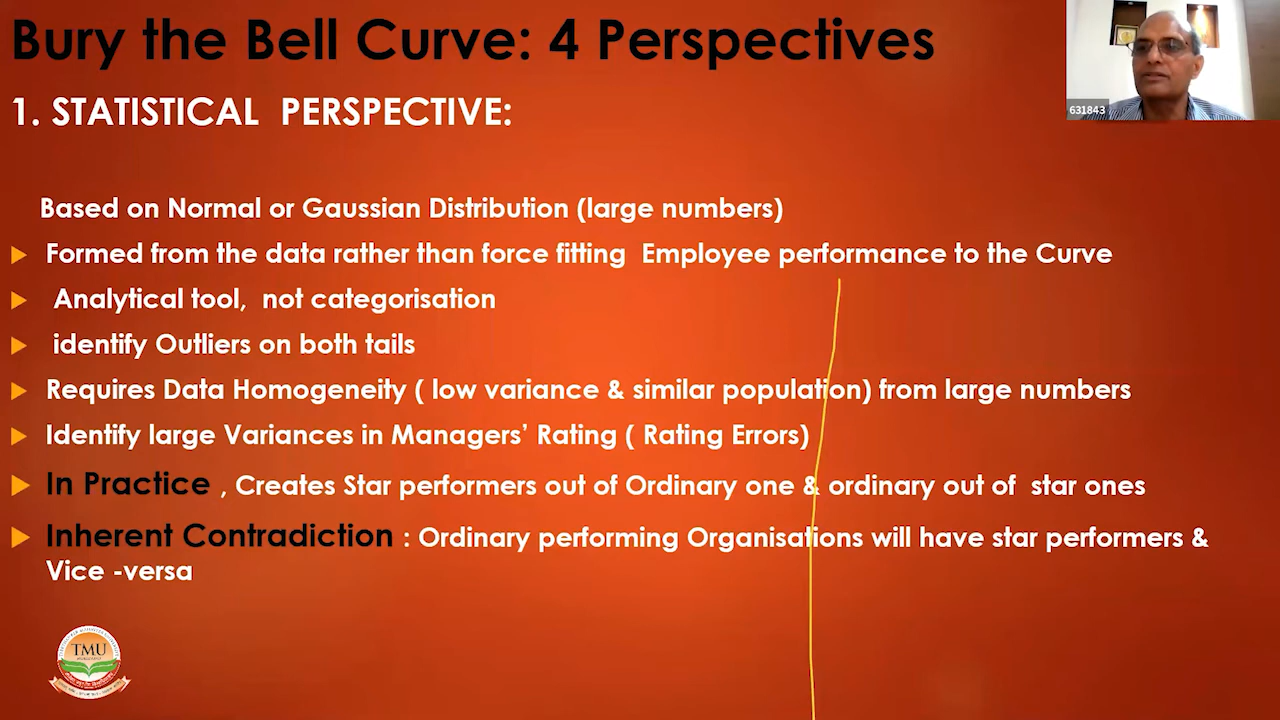 Bury the Bell Curve: 4 Perspectives
631843
1. STATISTICAL PERSPECTIVE:
Based on Normal or Gaussian Distribution (large numbers)
Formed from the data rather than force fitting Employee performance to the Curve
Analytical tool, not categorisation
identify Outliers on both tails
Requires Data Homogeneity ( low variance & similar population) from large numbers
Identify large Variances in Managers' Rating ( Rating Errors)
In Practice , Creates Star performers out of Ordinary one & ordinary out of star ones
Inherent Contradiction : Ordinary performing Organisations will have star performers &
Vice -versa
TMU